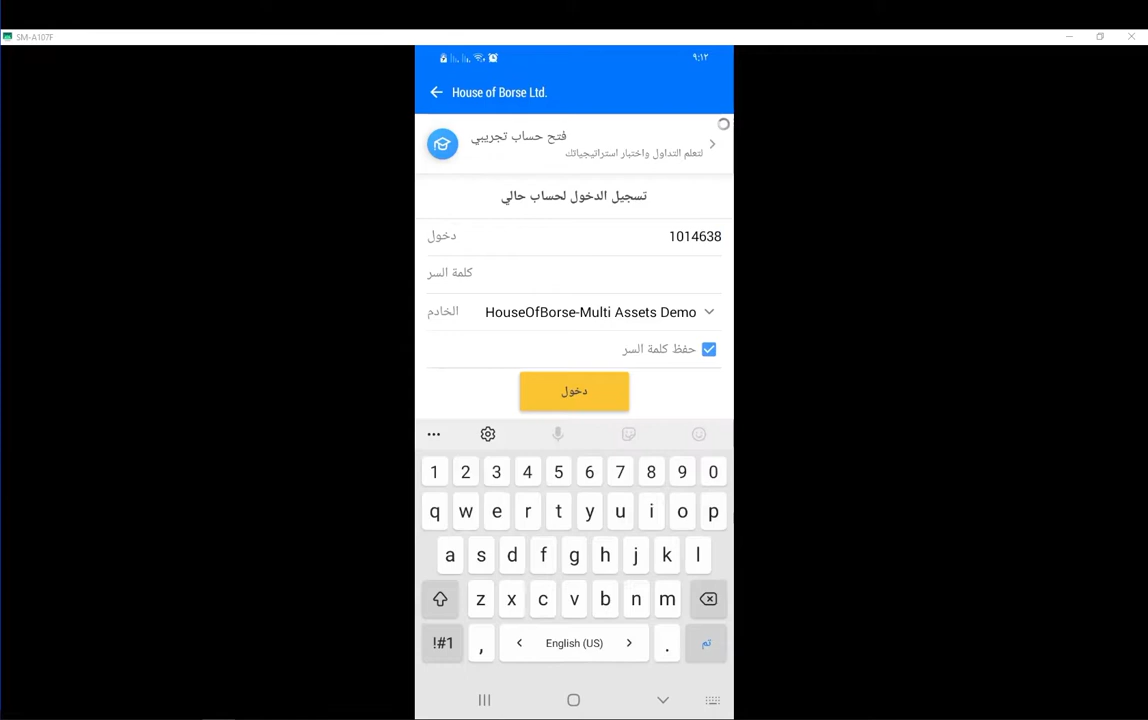 SM-A107F
٩:١٢
House of Borse Ltd.
فتح حساب تجريبي
لتعلم التداول واختبار استراتيجياتك
تسجيل الدخول لحساب حالي
دخول 1014638
كلمة السر
الخادم HouseOfBorse-Multi Assets Demo
حفظ كلمة السر
دخول
1 2 3 4 5 6 7 8 9 0
q w e r t y u i o p
a s d f g h j k l
z x c v b n m
!#1 , < English (US) > . تم